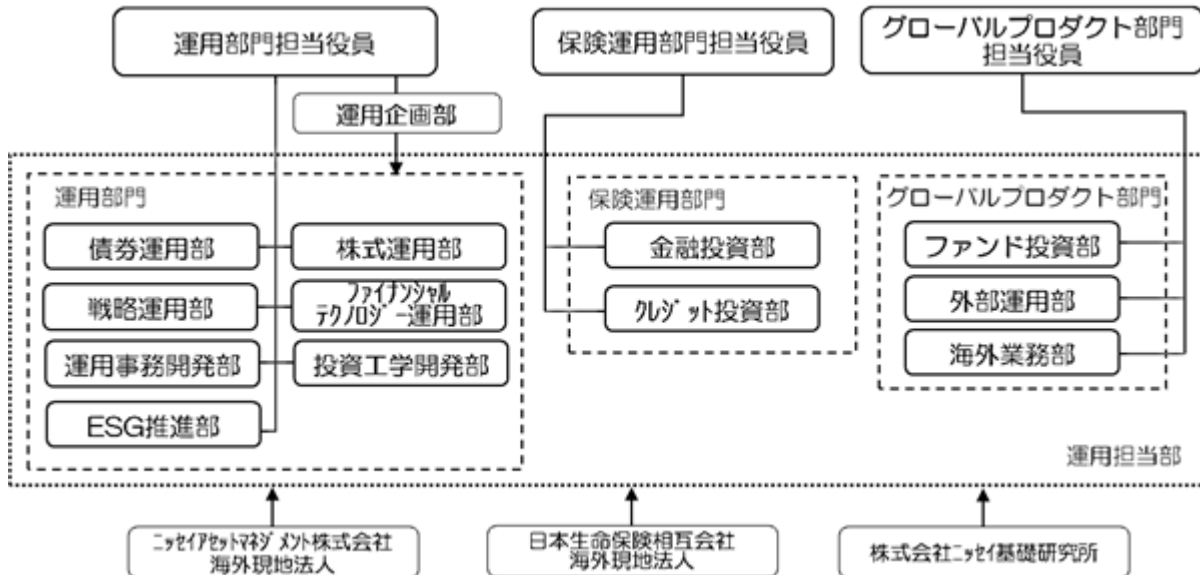 運用部門担当役員
保険運用部門担当役員
グローバルプロダクト部門
担当役員
運用企画部
運用部門
債券運用部
株式運用部
戦略運用部
ファイナンシャル
テクノロジー運用部
運用事務開発部
投資工学開発部
ESG推進部
保険運用部門
金融投資部
クレジット投資部
グローバルプロダクト部門
ファンド投資部
外部運用部
海外業務部
運用担当部
ニッセイアセットマネジメント株式会社
海外現地法人
日本生命保険相互会社
海外現地法人
株式会社ニッセイ基礎研究所